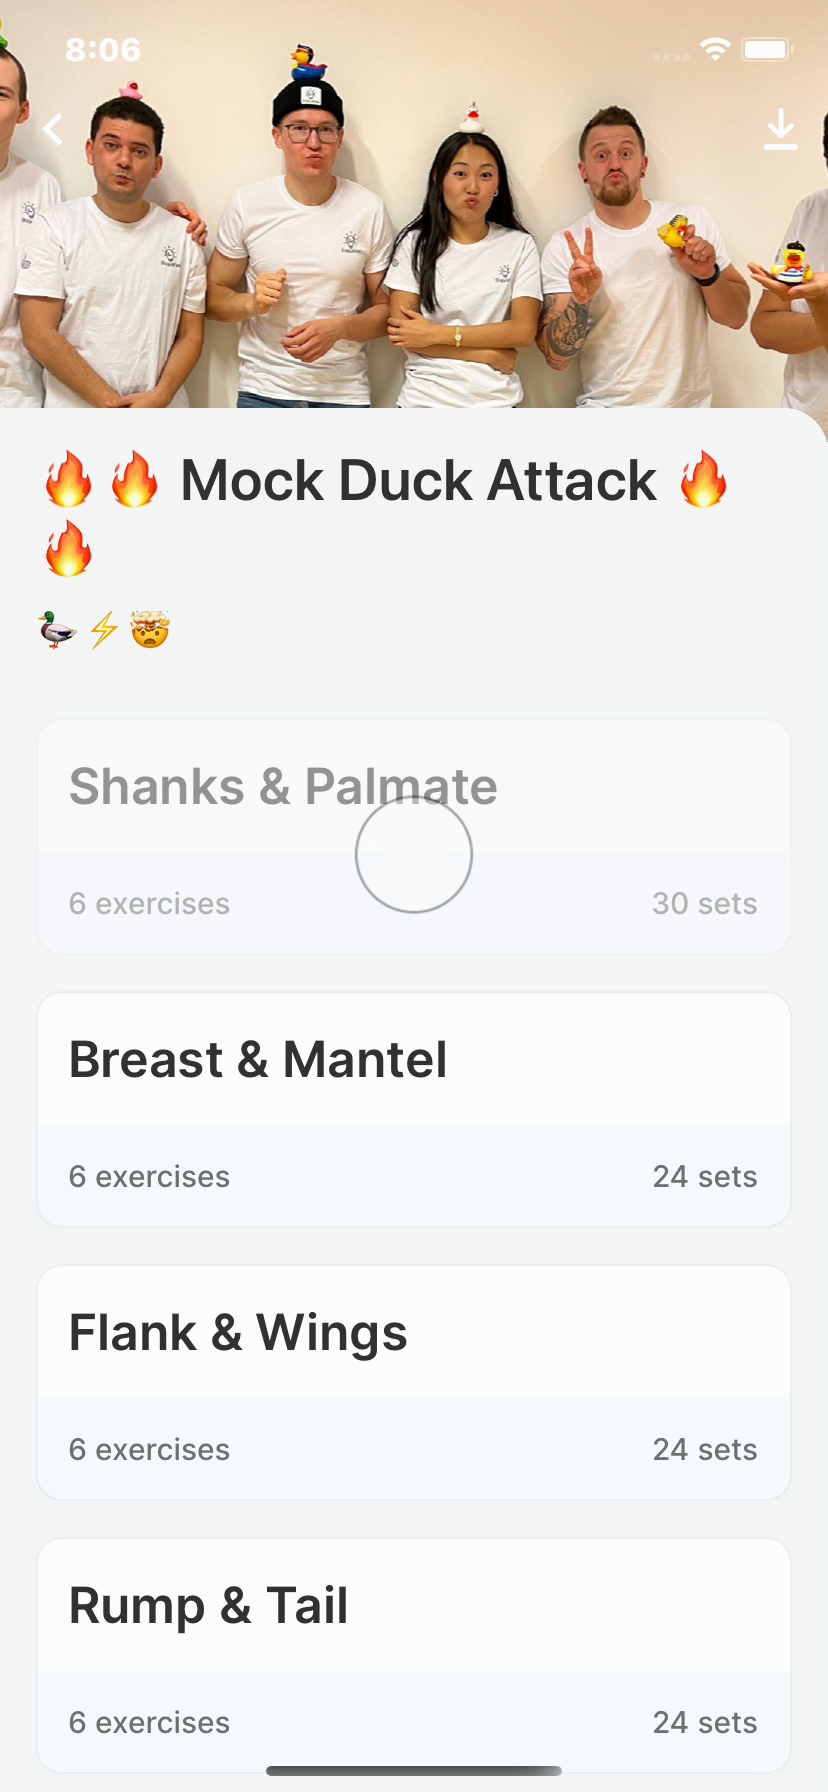 8:06
🔥🔥 Mock Duck Attack 🔥
🔥
🦆⚡🤯
Shanks & Palmate
6 exercises 30 sets
Breast & Mantel
6 exercises 24 sets
Flank & Wings
6 exercises 24 sets
Rump & Tail
6 exercises 24 sets